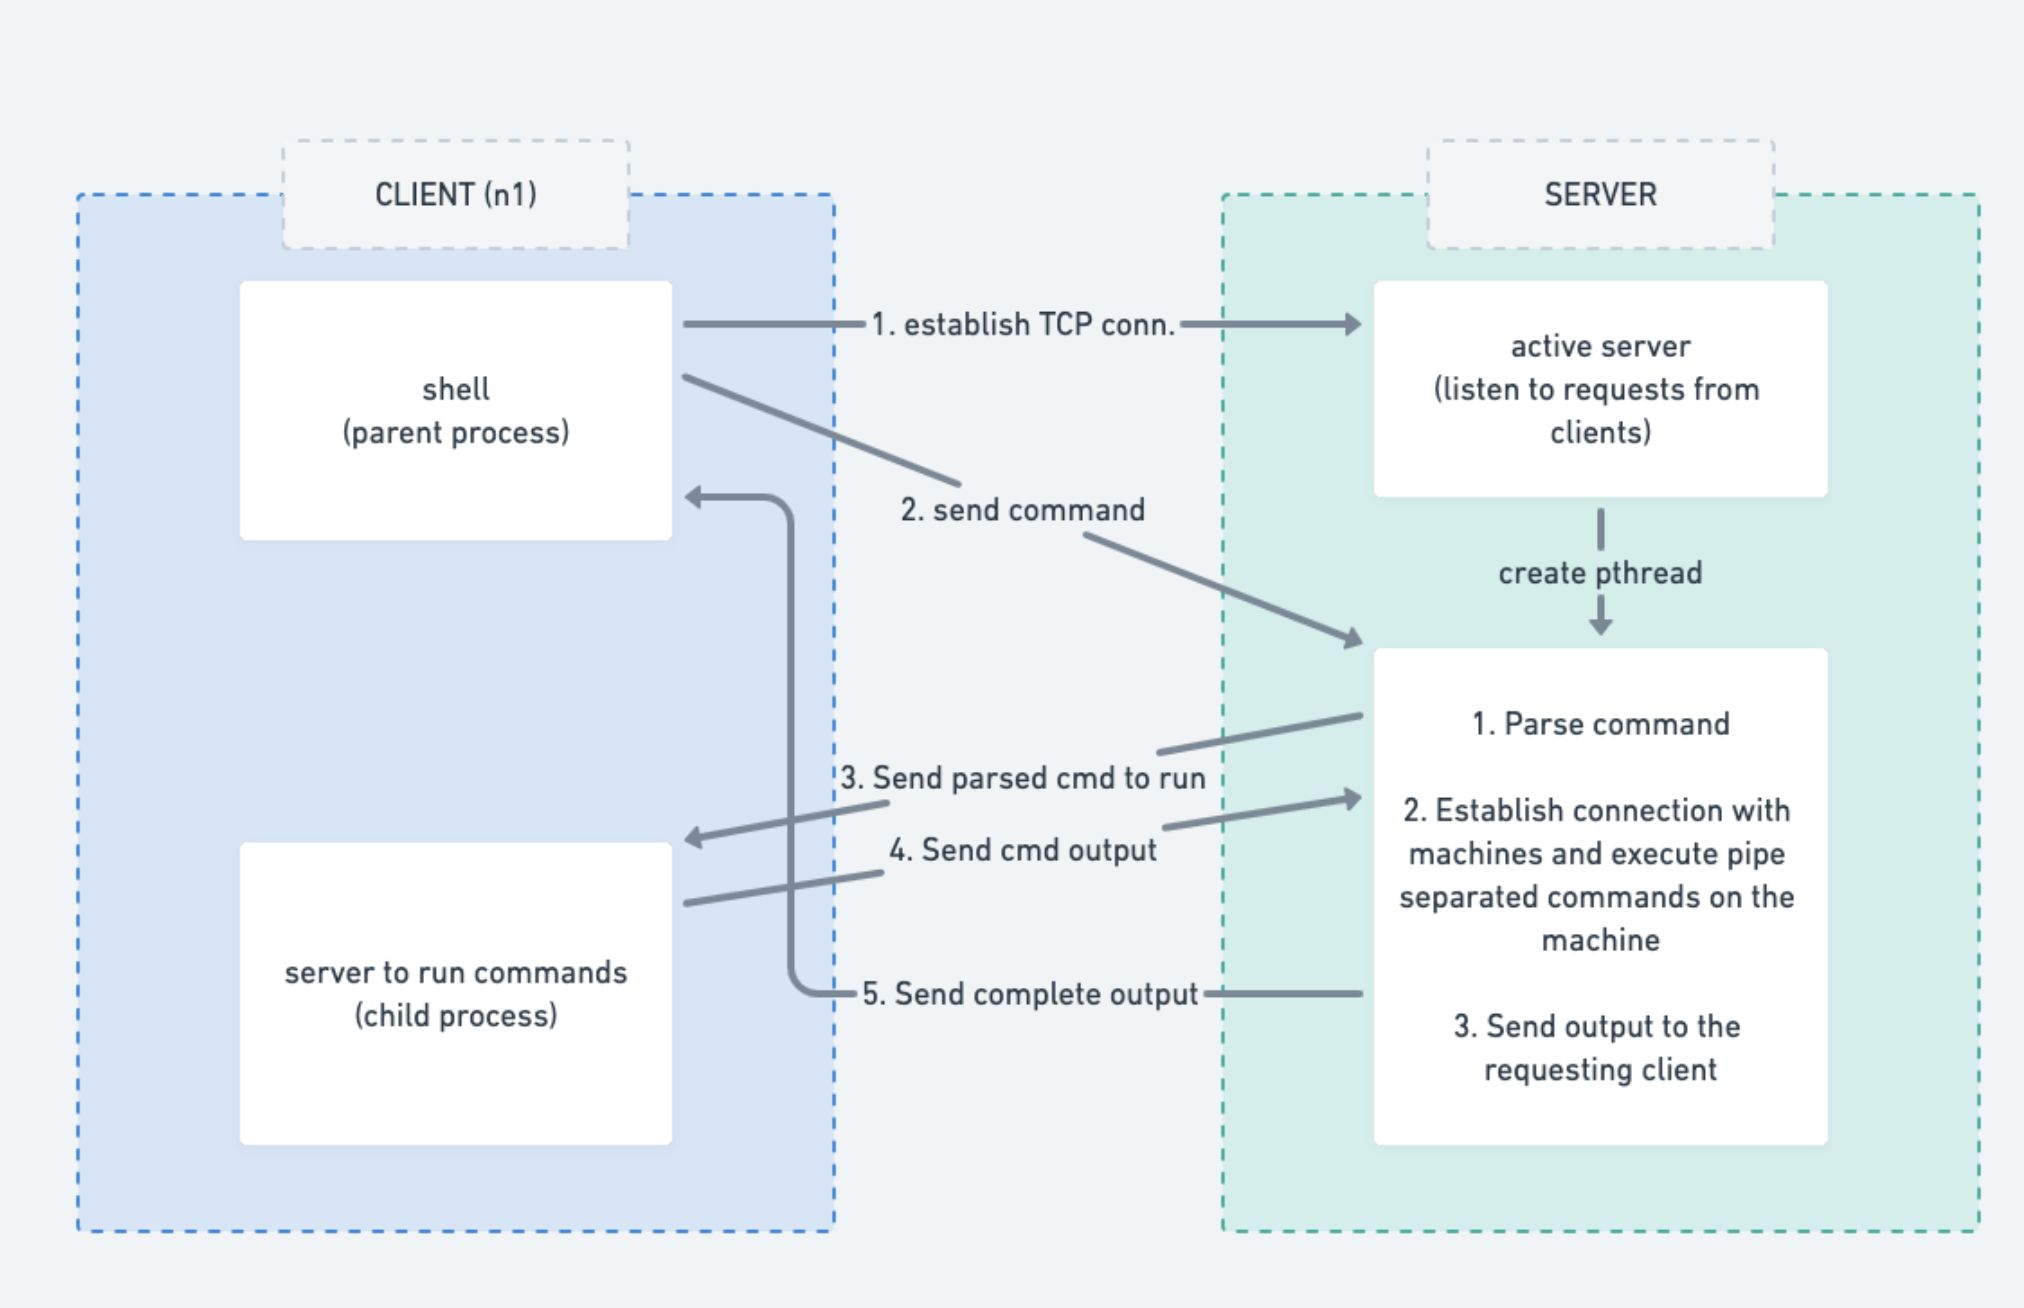 CLIENT (n1)
SERVER
shell
(parent process)
1. establish TCP conn.
active server
(listen to requests from
clients)
2. send command
create pthread
1. Parse command
3. Send parsed cmd to run
2. Establish connection with
machines and execute pipe
separated commands on the
machine
4. Send cmd output
server to run commands
(child process)
5. Send complete output
3. Send output to the
requesting client